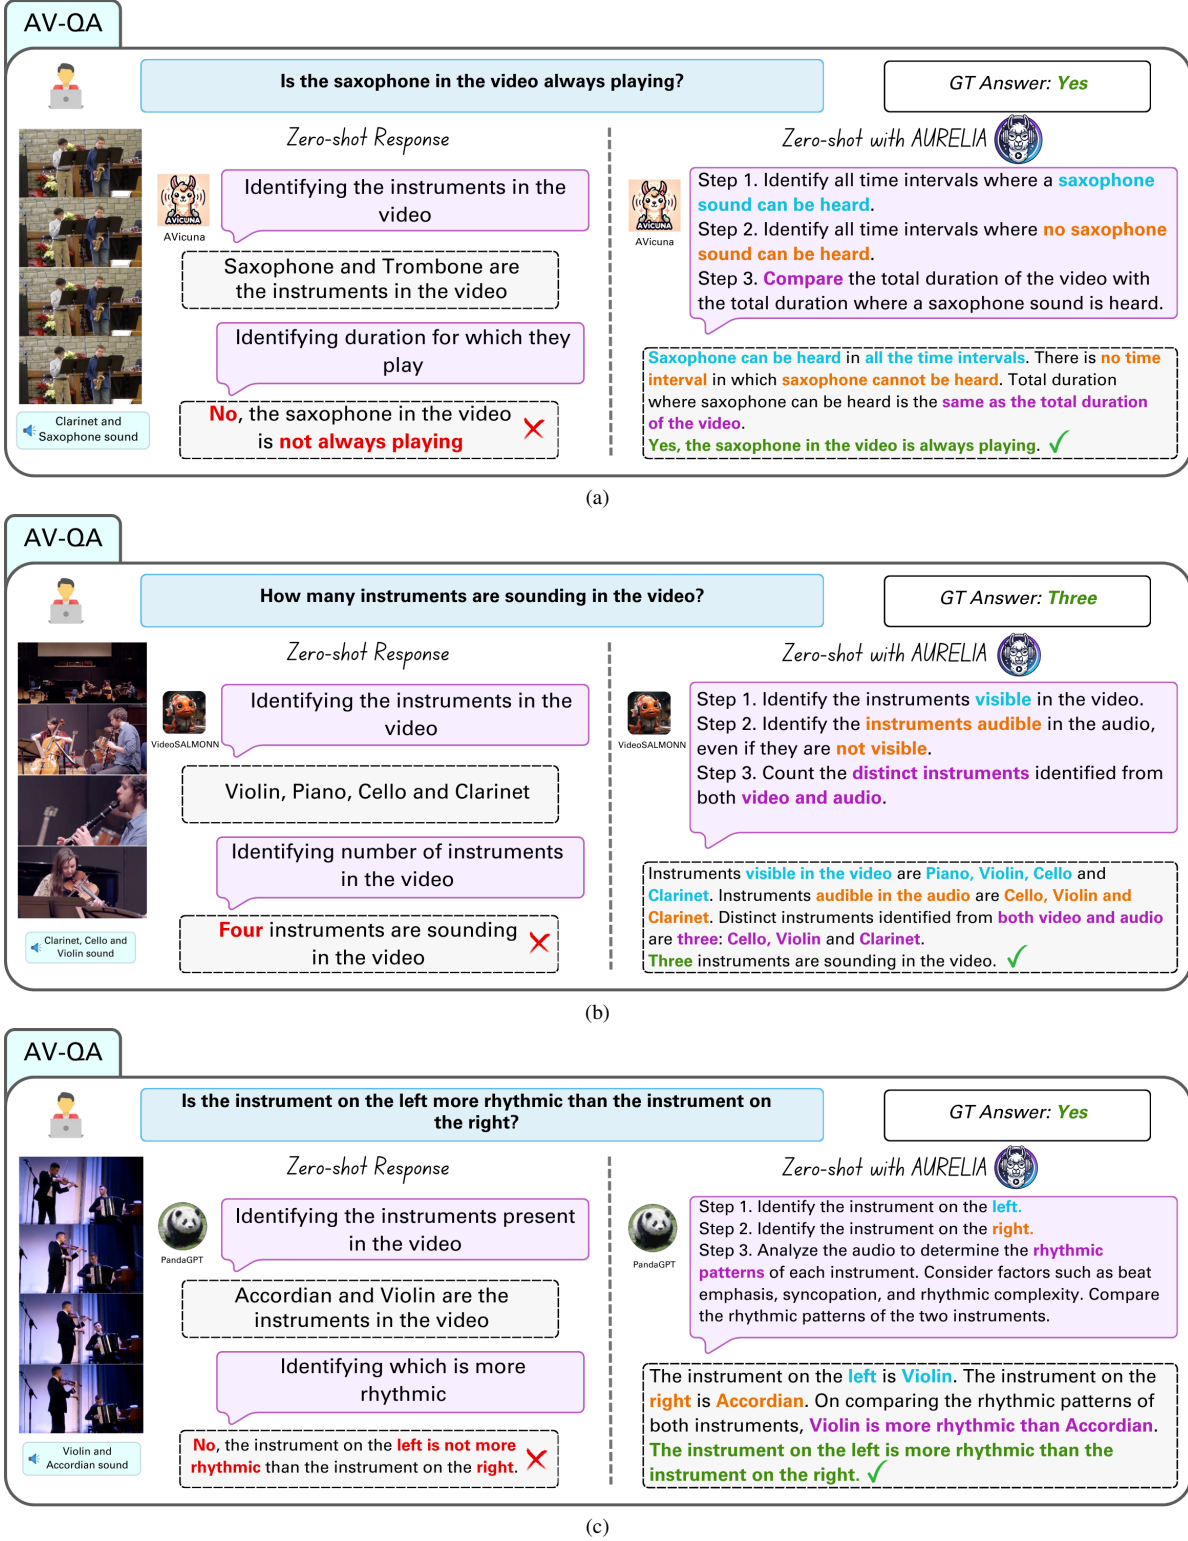 AV-QA
Is the saxophone in the video always playing?
GT Answer: Yes
Zero-shot Response
AVICUNA
AVicuna
Identifying the instruments in the
video
Saxophone and Trombone are
the instruments in the video
Identifying duration for which they
play
No, the saxophone in the video
is not always playing
Clarinet and
Saxophone sound
Zero-shot with AURELIA
AVICUNA
AVicuna
Step 1. Identify all time intervals where a saxophone
sound can be heard.
Step 2. Identify all time intervals where no saxophone
sound can be heard.
Step 3. Compare the total duration of the video with
the total duration where a saxophone sound is heard.
Saxophone can be heard in all the time intervals. There is no time
interval in which saxophone cannot be heard. Total duration
where saxophone can be heard is the same as the total duration
of the video.
Yes, the saxophone in the video is always playing.
(a)
AV-QA
How many instruments are sounding in the video?
GT Answer: Three
Zero-shot Response
VideoSALMONN
Identifying the instruments in the
video
Violin, Piano, Cello and Clarinet
Identifying number of instruments
in the video
Four instruments are sounding
in the video
Clarinet, Cello and
Violin sound
Zero-shot with AURELIA
VideoSALMONN
Step 1. Identify the instruments visible in the video.
Step 2. Identify the instruments audible in the audio,
even if they are not visible.
Step 3. Count the distinct instruments identified from
both video and audio.
Instruments visible in the video are Piano, Violin, Cello and
Clarinet. Instruments audible in the audio are Cello, Violin and
Clarinet. Distinct instruments identified from both video and audio
are three: Cello, Violin and Clarinet.
Three instruments are sounding in the video.
(b)
AV-QA
Is the instrument on the left more rhythmic than the instrument on
the right?
GT Answer: Yes
Zero-shot Response
PandaGPT
Identifying the instruments present
in the video
Accordian and Violin are the
instruments in the video
Identifying which is more
rhythmic
No, the instrument on the left is not more
rhythmic than the instrument on the right.
Violin and
Accordian sound
Zero-shot with AURELIA
PandaGPT
Step 1. Identify the instrument on the left.
Step 2. Identify the instrument on the right.
Step 3. Analyze the audio to determine the rhythmic
patterns of each instrument. Consider factors such as beat
emphasis, syncopation, and rhythmic complexity. Compare
the rhythmic patterns of the two instruments.
The instrument on the left is Violin. The instrument on the
right is Accordian. On comparing the rhythmic patterns of
both instruments, Violin is more rhythmic than Accordian.
The instrument on the left is more rhythmic than the
instrument on the right.
(c)